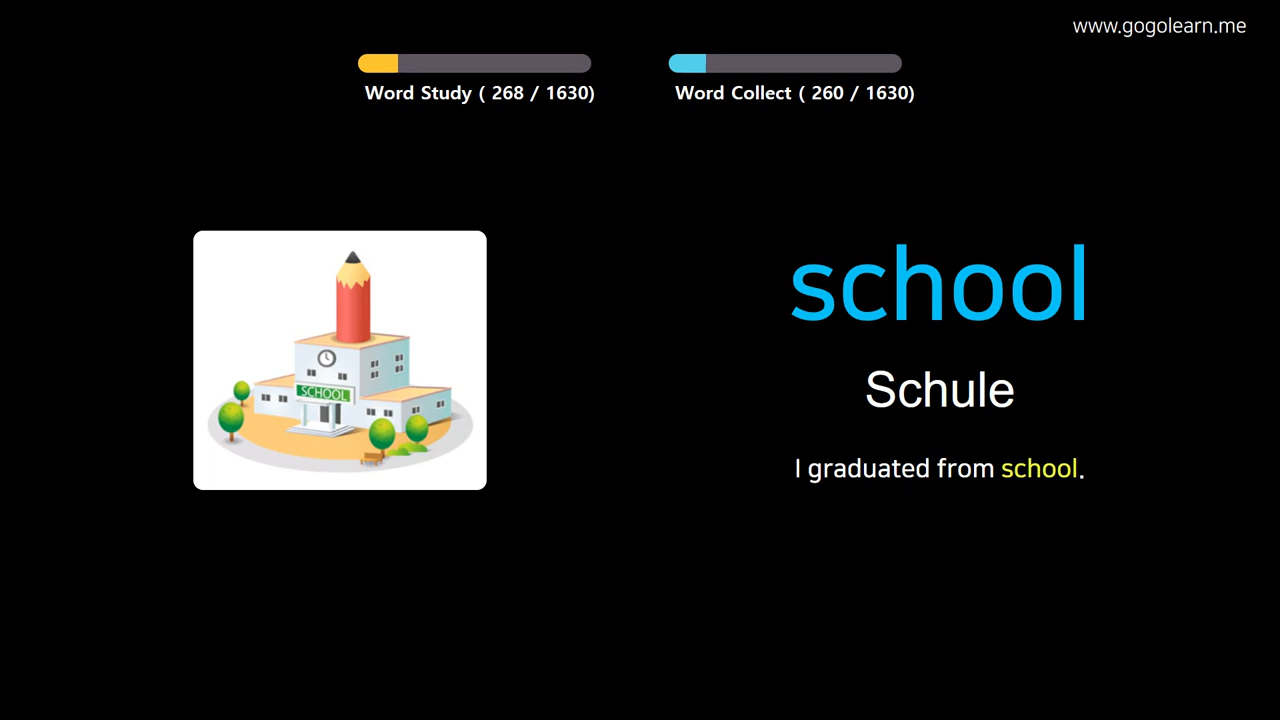 www.gogolearn.me
Word Study ( 268 / 1630)
Word Collect ( 260 / 1630)
SCHOOL
school
Schule
I graduated from school.